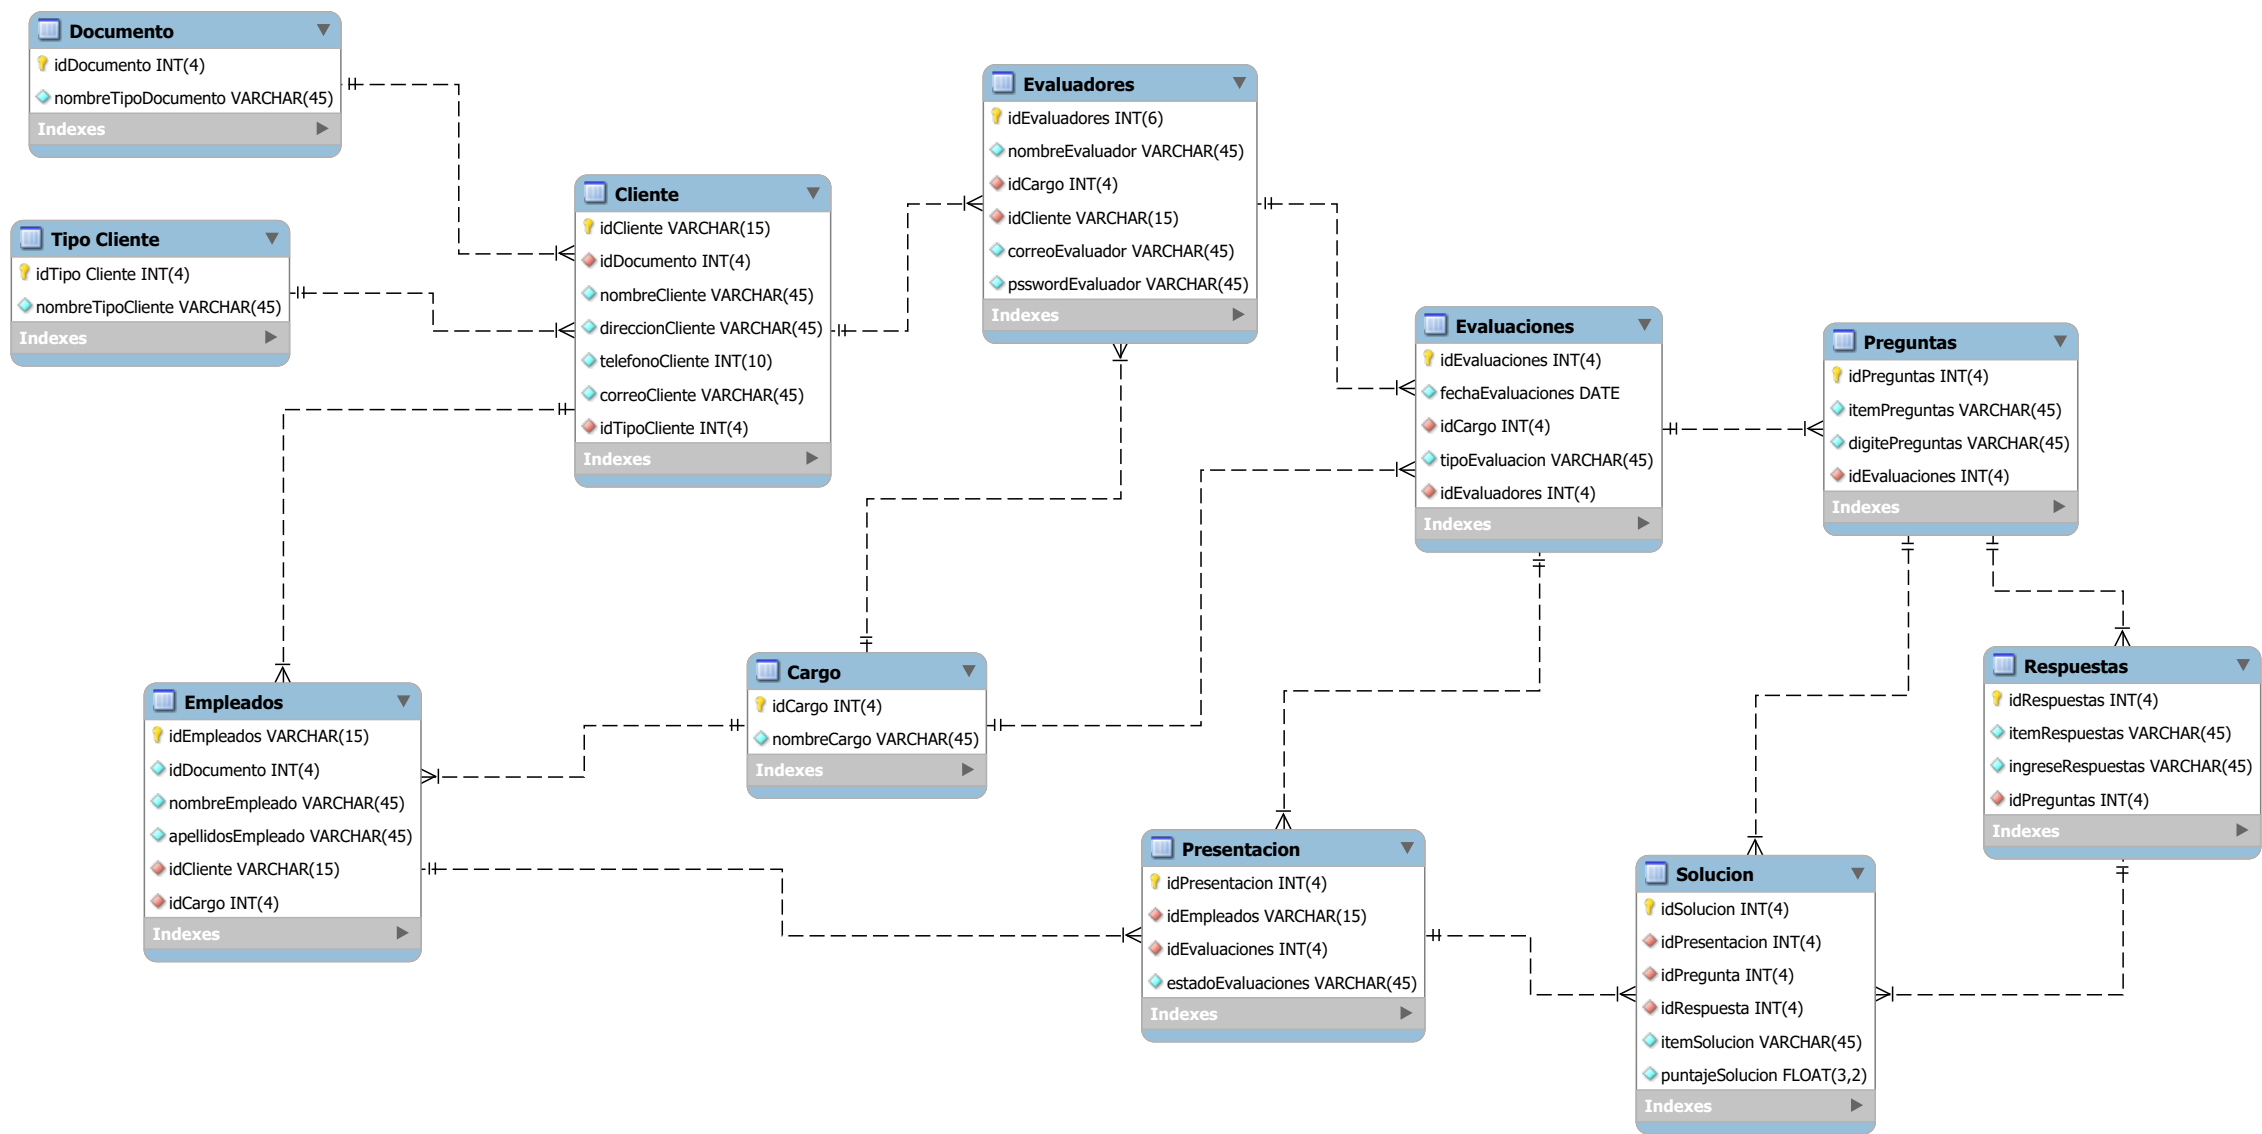 Documento
idDocumento INT(4)
nombreTipoDocumento VARCHAR(45)
Indexes
Tipo Cliente
idTipo Cliente INT(4)
nombreTipoCliente VARCHAR(45)
Indexes
Cliente
idCliente VARCHAR(15)
idDocumento INT(4)
nombreCliente VARCHAR(45)
direccionCliente VARCHAR(45)
telefonoCliente INT(10)
correoCliente VARCHAR(45)
idTipoCliente INT(4)
Indexes
Evaluadores
idEvaluadores INT(6)
nombreEvaluador VARCHAR(45)
idCargo INT(4)
idCliente VARCHAR(15)
correoEvaluador VARCHAR(45)
psswordEvaluador VARCHAR(45)
Indexes
Evaluaciones
idEvaluaciones INT(4)
fechaEvaluaciones DATE
idCargo INT(4)
tipoEvaluacion VARCHAR(45)
idEvaluadores INT(4)
Indexes
Preguntas
idPreguntas INT(4)
itemPreguntas VARCHAR(45)
digitePreguntas VARCHAR(45)
idEvaluaciones INT(4)
Indexes
Empleados
idEmpleados VARCHAR(15)
idDocumento INT(4)
nombreEmpleado VARCHAR(45)
apellidosEmpleado VARCHAR(45)
idCliente VARCHAR(15)
idCargo INT(4)
Indexes
Cargo
idCargo INT(4)
nombreCargo VARCHAR(45)
Indexes
Presentacion
idPresentacion INT(4)
idEmpleados VARCHAR(15)
idEvaluaciones INT(4)
estadoEvaluaciones VARCHAR(45)
Indexes
Respuestas
idRespuestas INT(4)
itemRespuestas VARCHAR(45)
ingreseRespuestas VARCHAR(45)
idPreguntas INT(4)
Indexes
Solucion
idSolucion INT(4)
idPresentacion INT(4)
idPregunta INT(4)
idRespuesta INT(4)
itemSolucion VARCHAR(45)
puntajeSolucion FLOAT(3,2)
Indexes